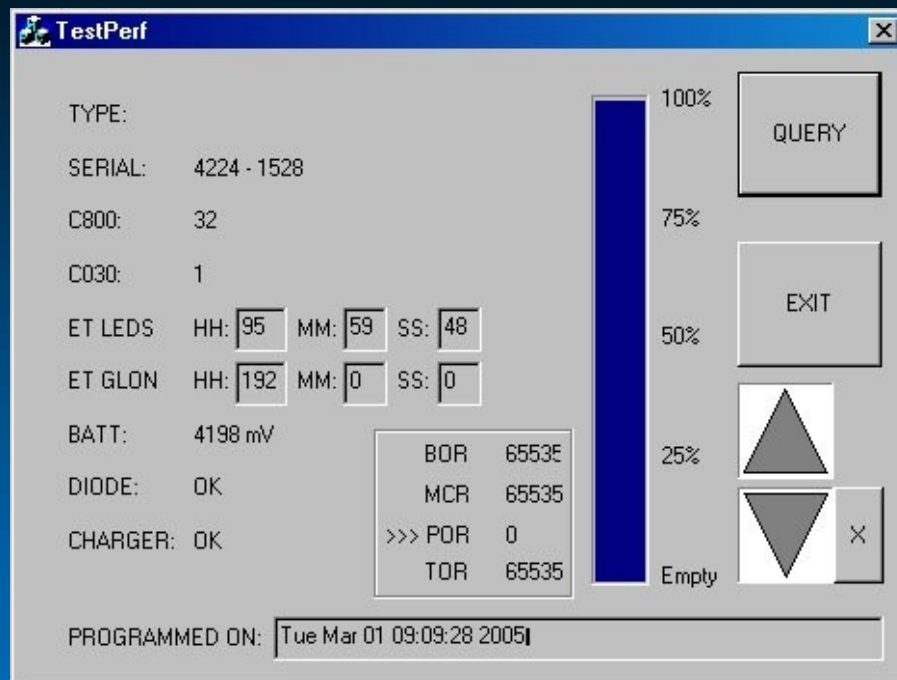 TestPerf
TYPE:
SERIAL: 4224 - 1528
C800: 32
C030: 1
ET LEDS HH: 95 MM: 59 SS: 48
ET GLON HH: 192 MM: 0 SS: 0
BATT: 4198 mV
DIODE: OK
CHARGER: OK
BOR 65535
MCR 65535
>>> POR 0
TOR 65535
100%
75%
50%
25%
Empty
QUERY
EXIT
X
PROGRAMMED ON: Tue Mar 01 09:09:28 2005